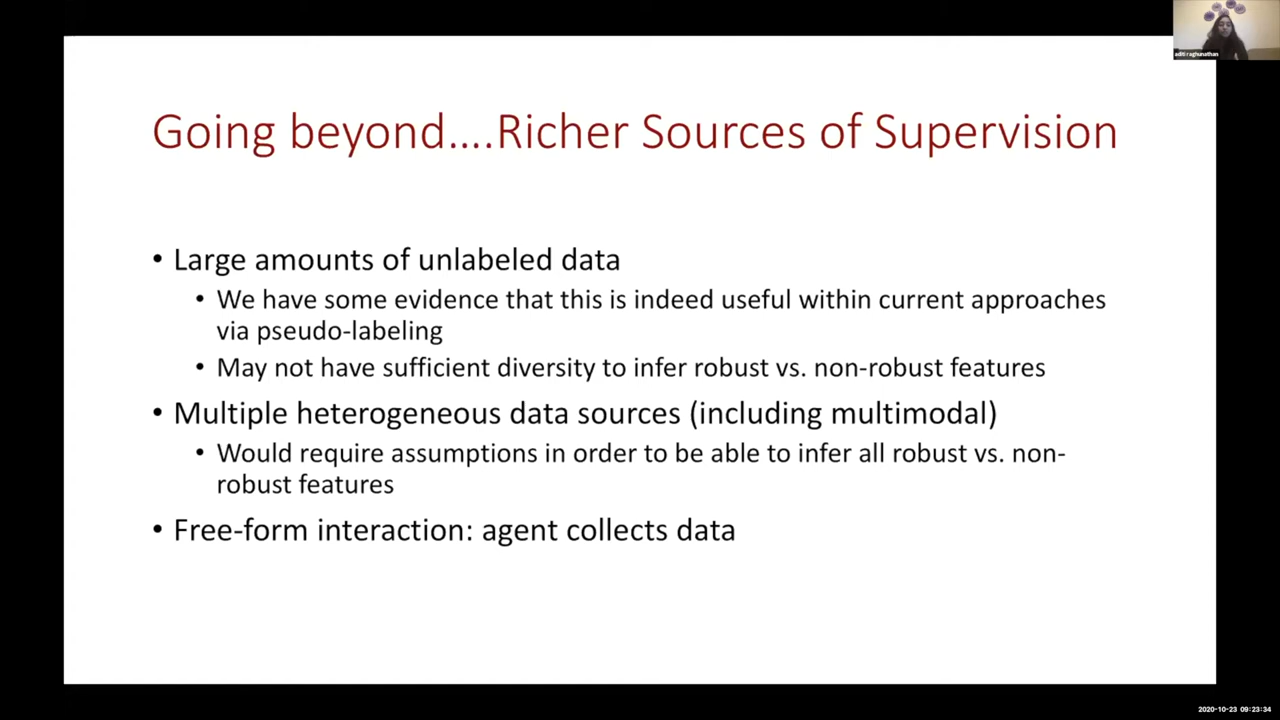 aditi raghunathan
Going beyond....Richer Sources of Supervision
• Large amounts of unlabeled data
• We have some evidence that this is indeed useful within current approaches
via pseudo-labeling
• May not have sufficient diversity to infer robust vs. non-robust features
• Multiple heterogeneous data sources (including multimodal)
• Would require assumptions in order to be able to infer all robust vs. non-
robust features
• Free-form interaction: agent collects data
2020-10-23 09:23:34